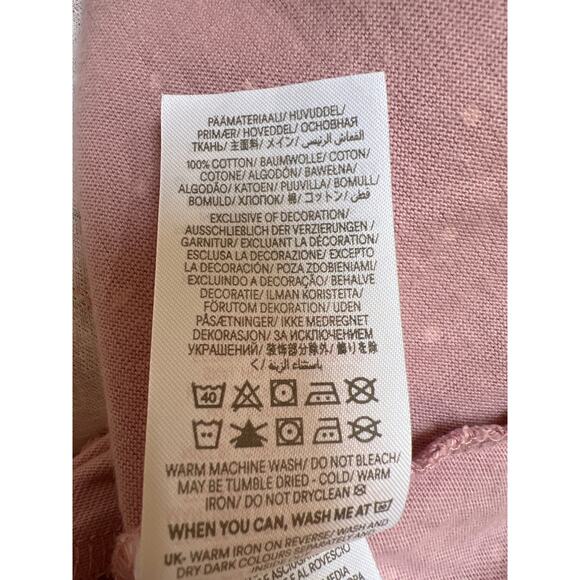 PÄÄMATERIAALI/ HUVUDDEL/
PRIMÆR/ HOVEDDEL/ ОСНОВНАЯ
ТКАНЬ/ 主面料/ メイン/ القماش الرئيسي/
100% COTTON/ BAUMWOLLE/ COTON/
COTONE/ ALGODÓN/ BAWEŁNA/
ALGODÃO/ KATOEN/ PUUVILLA/ BOMULL/
BOMULD/ ХЛОПОК/ 棉/ コットン/ قطن/
EXCLUSIVE OF DECORATION/
AUSSCHLIEßLICH DER VERZIERUNGEN/
GARNITUR/ EXCLUANT LA DÉCORATION/
ESCLUSA LA DECORAZIONE/ EXCEPTO
LA DECORACIÓN/ POZA ZDOBIENIAMI/
EXCLUINDO A DECORAÇÃO/ BEHALVE
DECORATIE/ ILMAN KORISTEITA/
FÖRUTOM DEKORATIONER/ UDEN
PÅSÆTNINGER/ IKKE MEDREGNET
DEKORASJON/ ЗА ИСКЛЮЧЕНИЕМ
УКРАШЕНИЙ/ 装饰部分除外/ 飾りを除
く/ باستثناء الزينة/
40
WARM MACHINE WASH/ DO NOT BLEACH/
MAY BE TUMBLE DRIED - COLD/ WARM
IRON/ DO NOT DRYCLEAN
WHEN YOU CAN, WASH ME AT
UK- WARM IRON ON REVERSE/ WASH AND
DRY DARK COLOURS SEPARATELY
E AL ROVESCIO